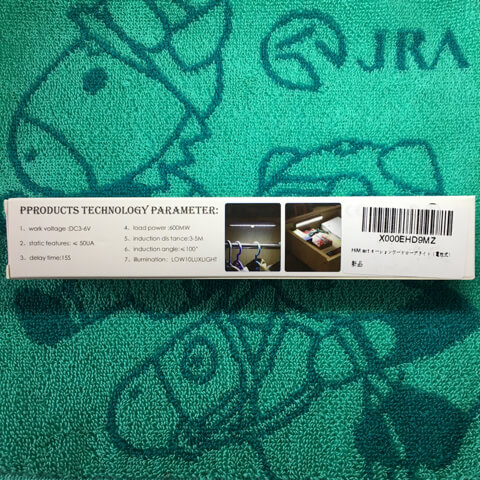 JRA
PPRODUCTS TECHNOLOGY PARAMETER:
1、work voltage :DC3-6V
2、static features: ≤ 50UA
3、delay time:15S
4、load power :600MW
5、induction dis tance:3-5M
6、induction angle:≤100°
7、illumination： LOW10LUXLIGHT
X000EHD9MZ
新品